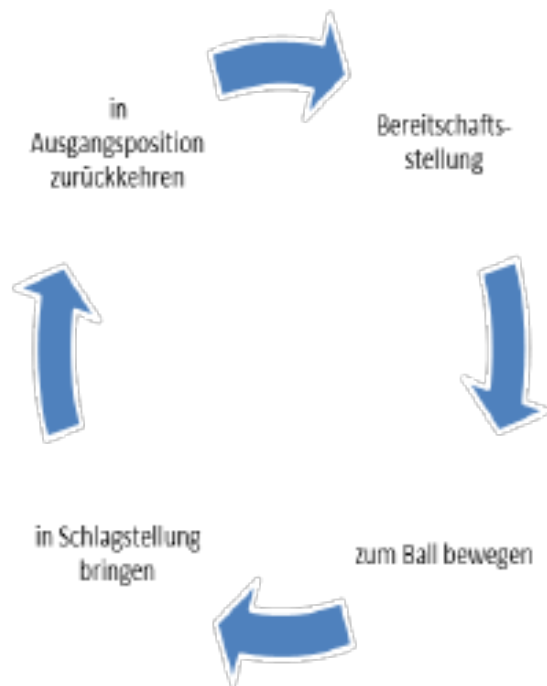 in
Ausgangsposition
zurückkehren
Bereitschafts-
stellung
zum Ball bewegen
in Schlagstellung
bringen